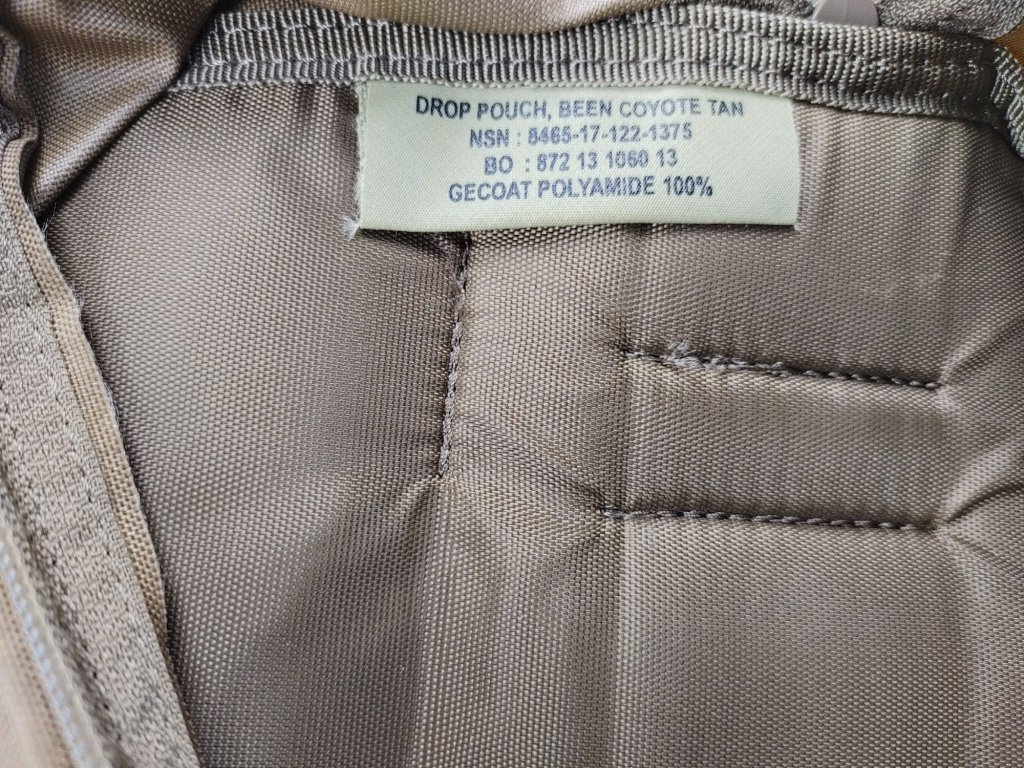 DROP POUCH, BEEN COYOTE TAN
NSN : 8465-17-122-1375
BO : 872 13 1060 13
GECOAT POLYAMIDE 100%